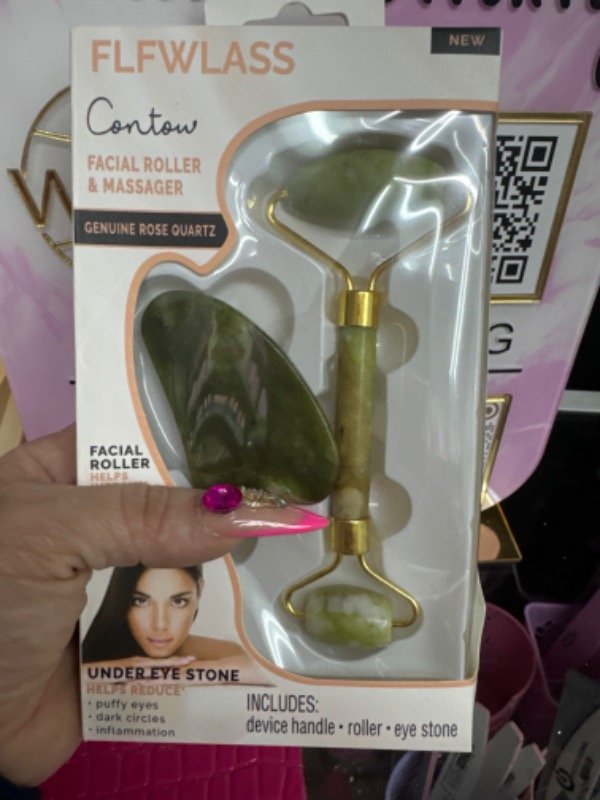 NEW
FLFWLASS
Contour
FACIAL ROLLER
& MASSAGER
GENUINE ROSE QUARTZ
G
FACIAL
ROLLER
HELPS
UNDER EYE STONE
HELPS REDUCE*
• puffy eyes
• dark circles
• inflammation
INCLUDES:
device handle • roller • eye stone